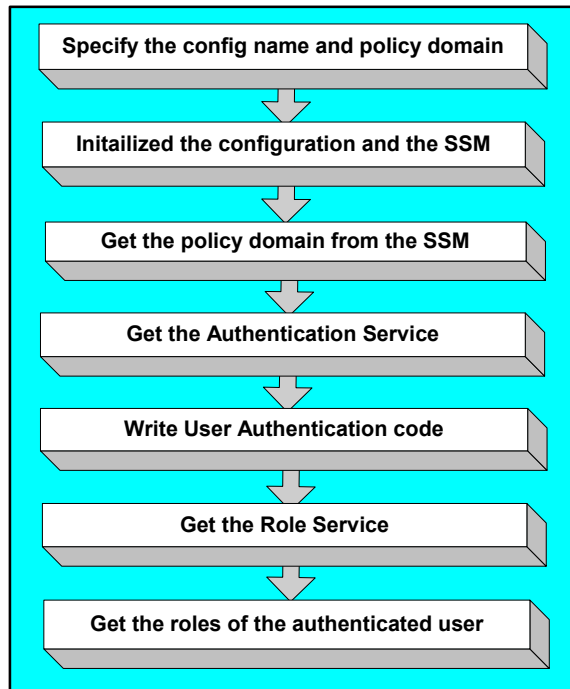 Specify the config name and policy domain
Initailized the configuration and the SSM
Get the policy domain from the SSM
Get the Authentication Service
Write User Authentication code
Get the Role Service
Get the roles of the authenticated user